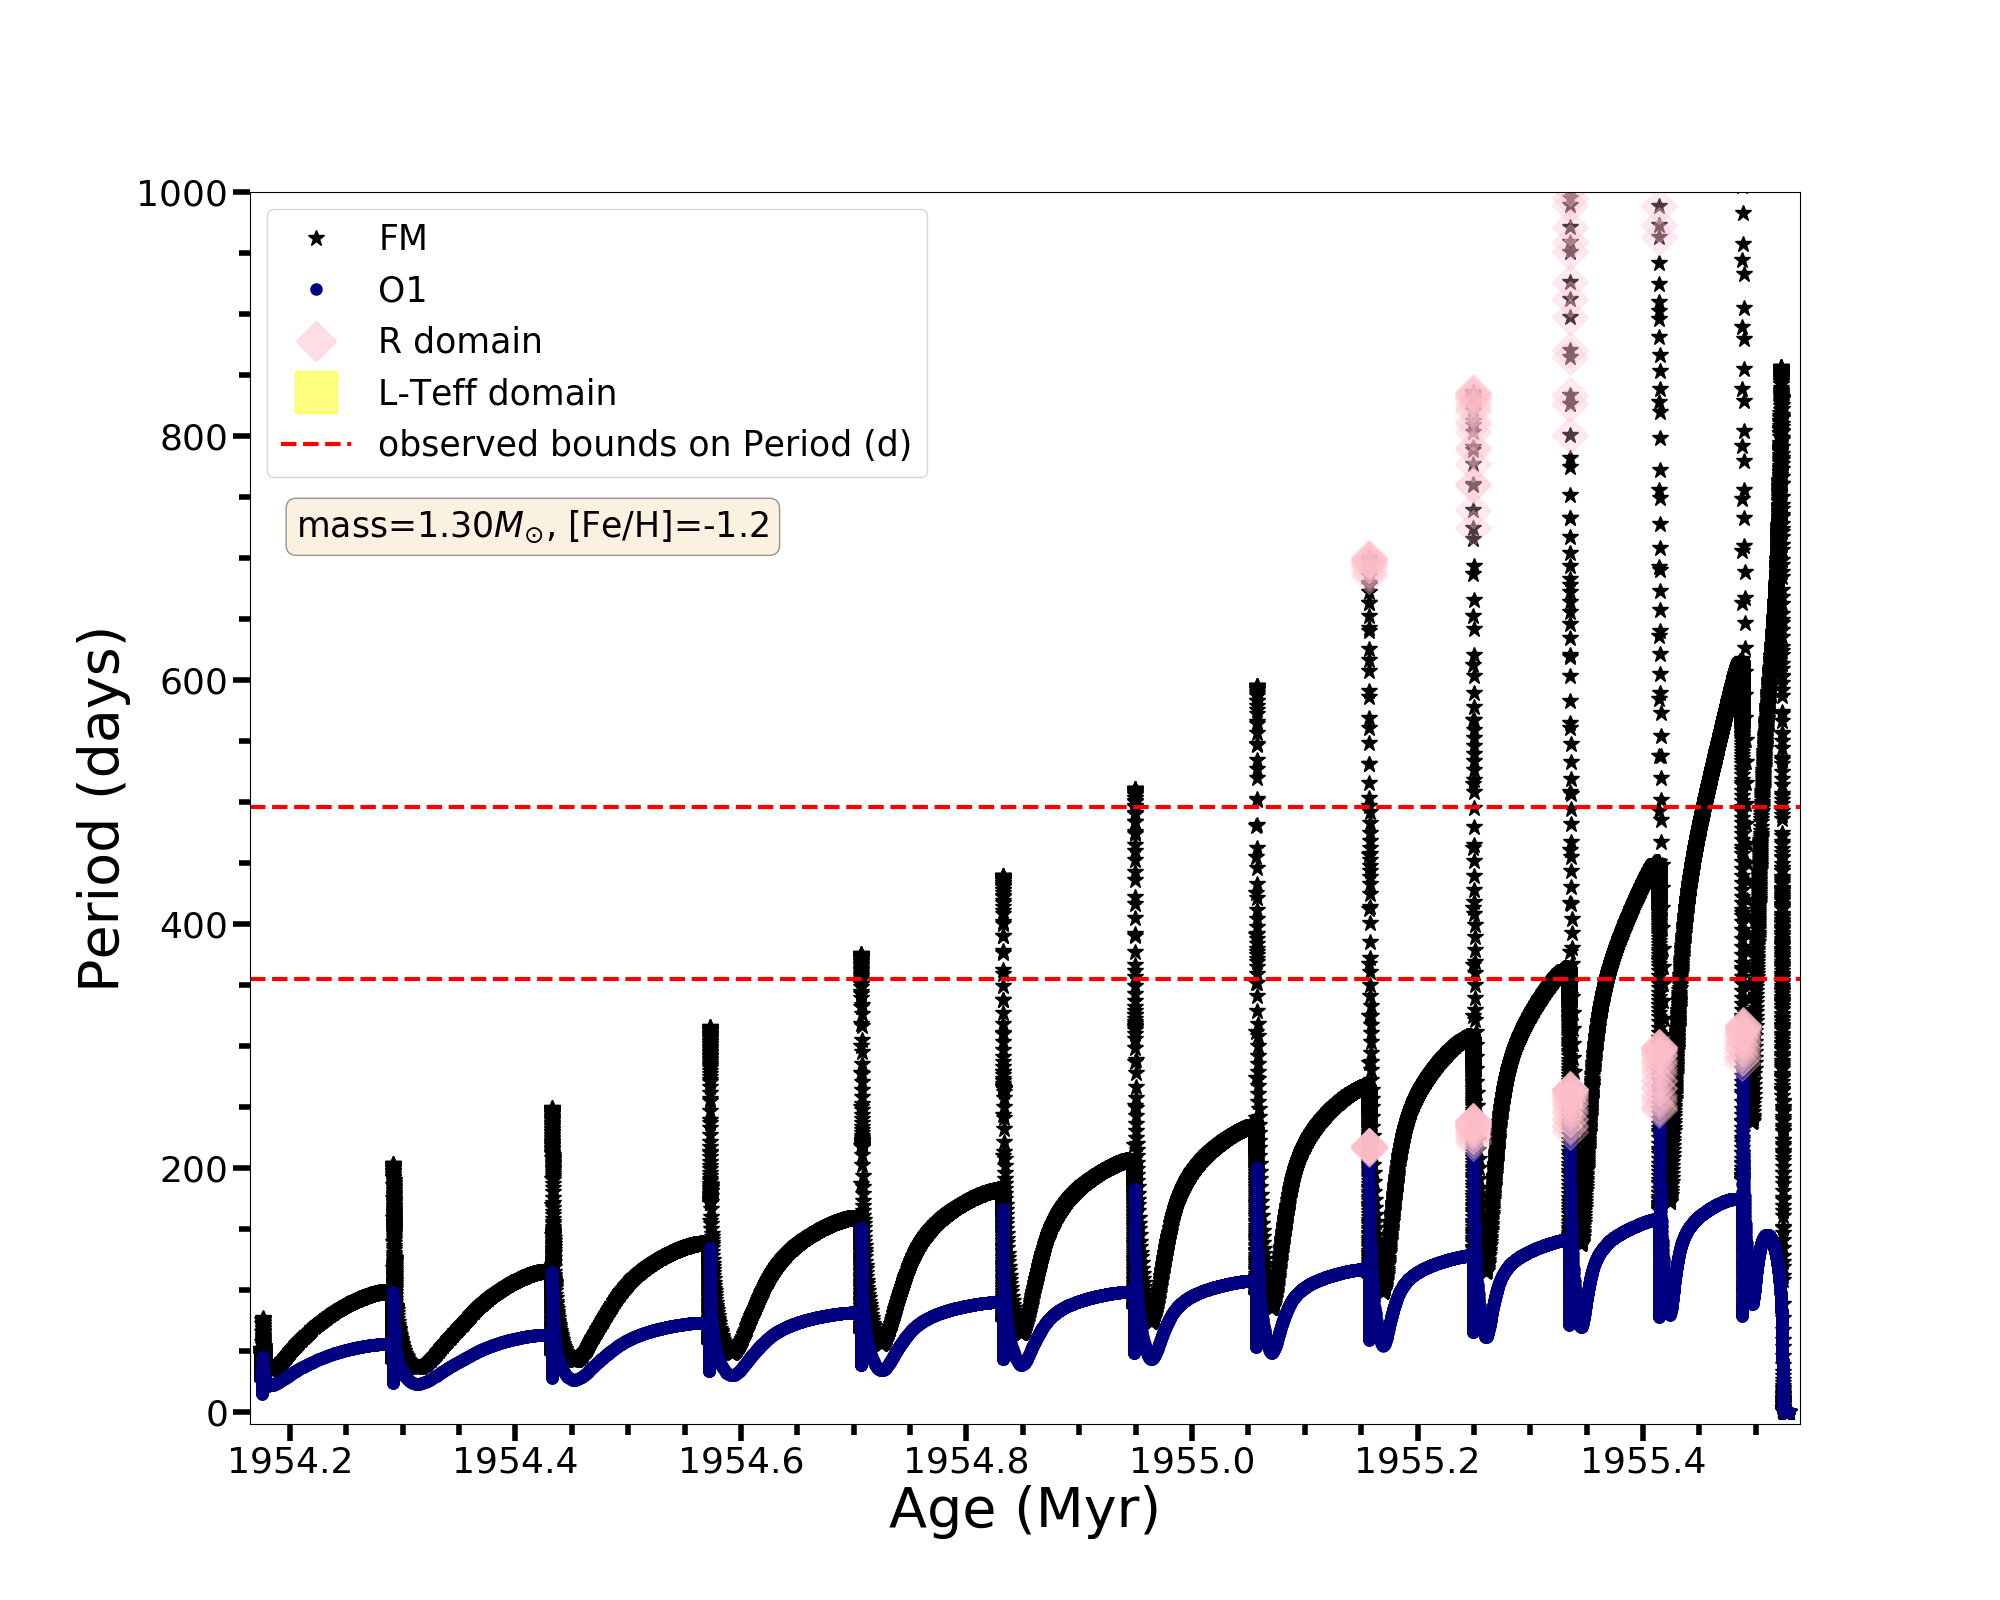 1000
800
600
400
200
0
Period (days)
FM
O1
R domain
L-Teff domain
observed bounds on Period (d)
mass=1.30M⊙, [Fe/H]=-1.2
1954.2 1954.4 1954.6 1954.8 1955.0 1955.2 1955.4
Age (Myr)